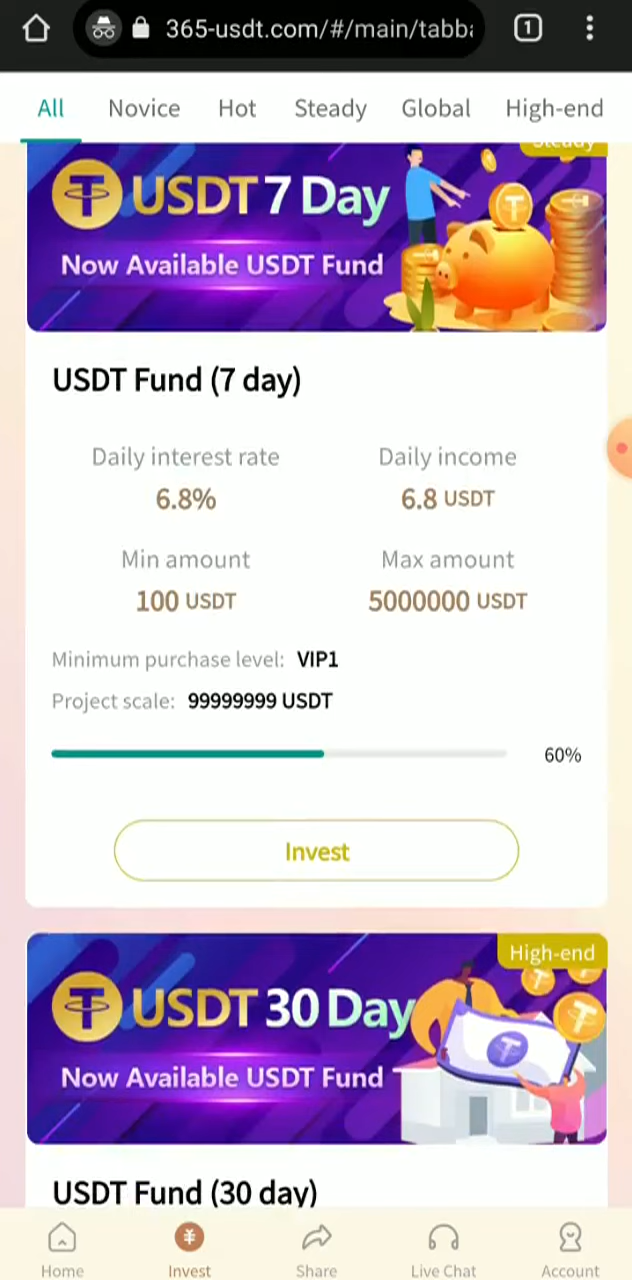 365-usdt.com/#/main/tabba
1
All Novice Hot Steady Global High-end
Steady
USDT 7 Day
Now Available USDT Fund
USDT Fund (7 day)
Daily interest rate Daily income
6.8% 6.8 USDT
Min amount Max amount
100 USDT 5000000 USDT
Minimum purchase level: VIP1
Project scale: 99999999 USDT
60%
Invest
High-end
USDT 30 Day
Now Available USDT Fund
USDT Fund (30 day)
Home Invest Share Live Chat Account